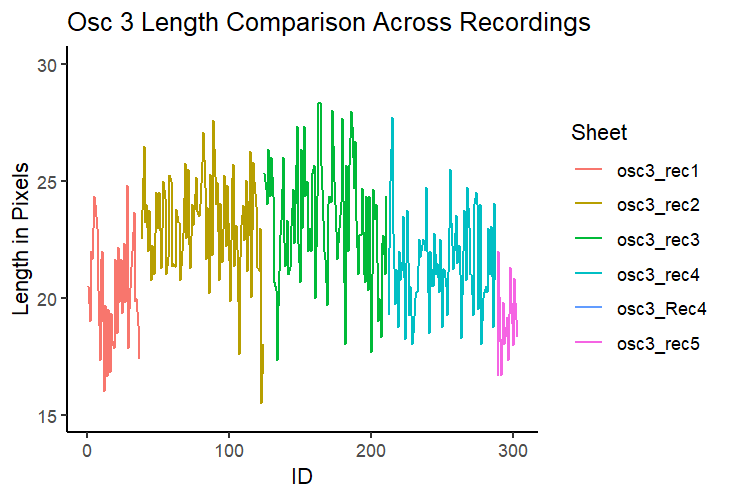 Osc 3 Length Comparison Across Recordings
Length in Pixels
30
25
20
15
0
100
200
300
ID
Sheet
osc3_rec1
osc3_rec2
osc3_rec3
osc3_rec4
osc3_Rec4
osc3_rec5